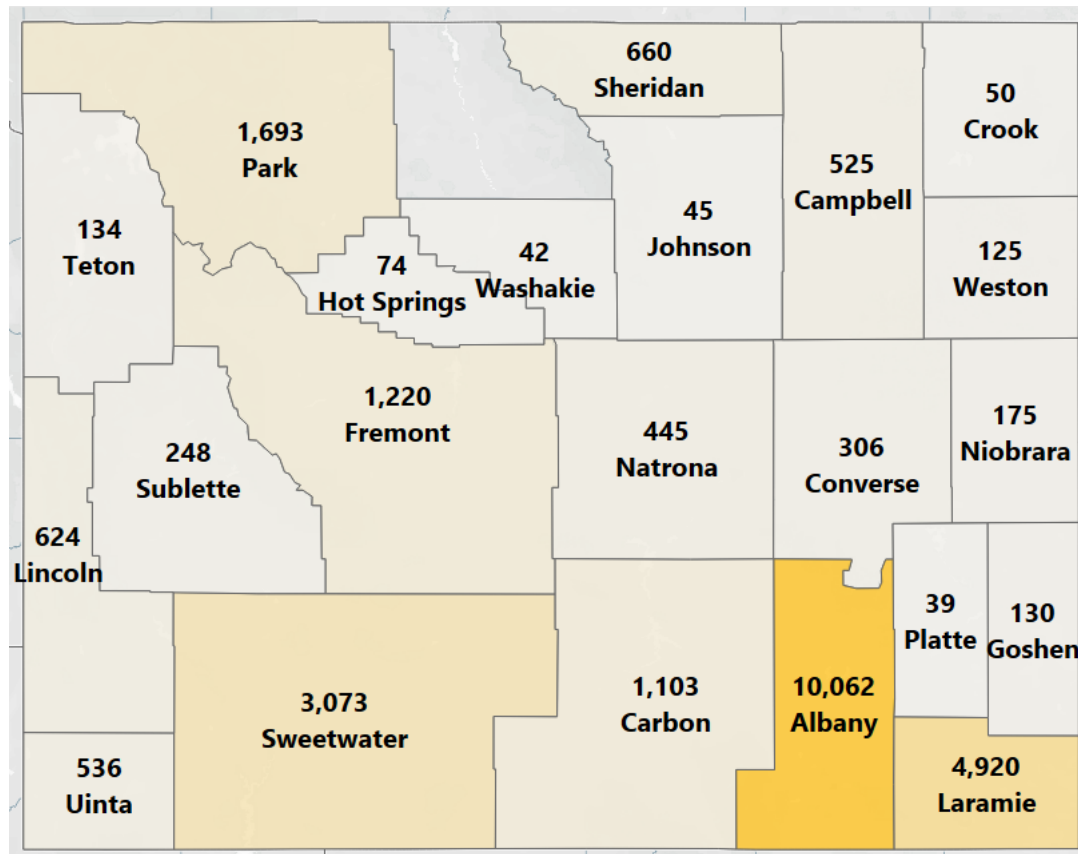 660
Sheridan
50
Crook
1,693
Park
525
Campbell
134
Teton
45
Johnson
74
Hot Springs
42
Washakie
125
Weston
1,220
Fremont
445
Natrona
306
Converse
175
Niobrara
248
Sublette
624
Lincoln
39
Platte
130
Goshen
3,073
Sweetwater
1,103
Carbon
10,062
Albany
536
Uinta
4,920
Laramie